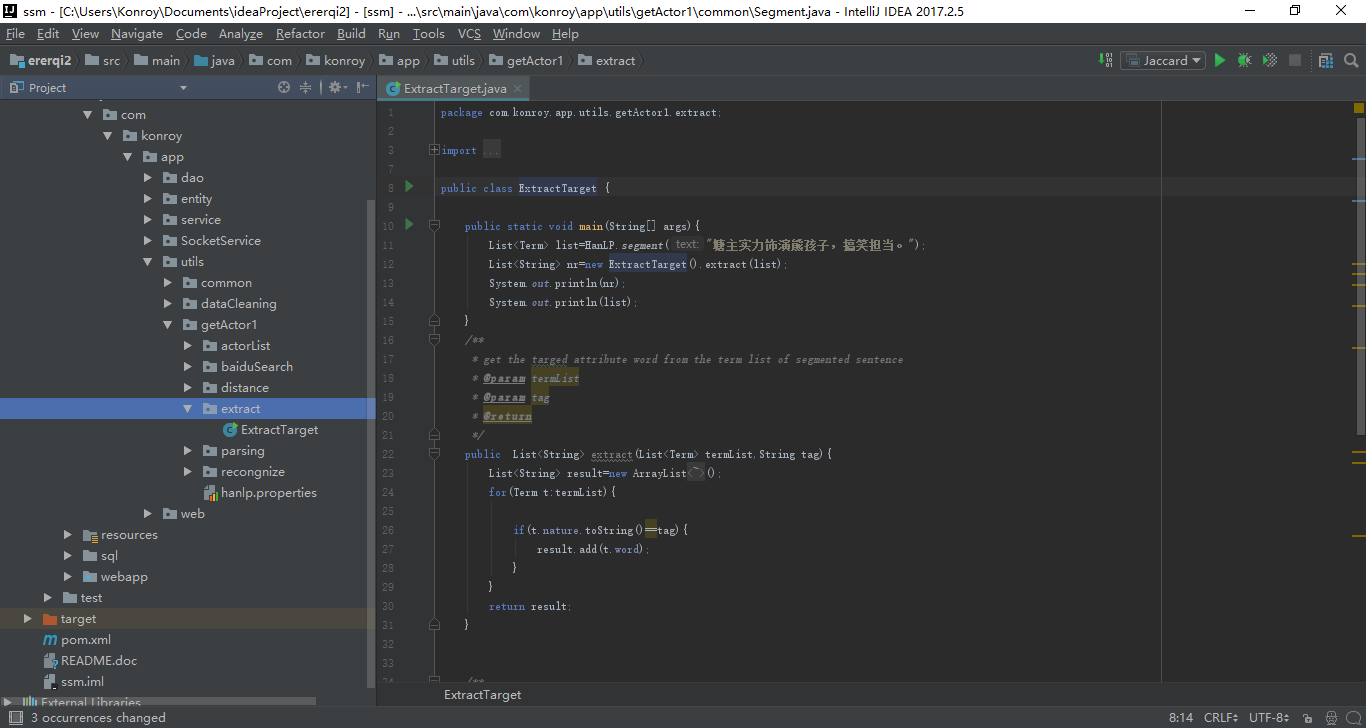 ssm - [C:\Users\Konroy\Documents\ideaProject\ererqi2] - [ssm] - ...\src\main\java\com\konroy\app\utils\getActor1\common\Segment.java - IntelliJ IDEA 2017.2.5
File Edit View Navigate Code Analyze Refactor Build Run Tools VCS Window Help
ererqi2 src main java com konroy app utils getActor1 extract Jaccard
Project
ExtractTarget.java
com
konroy
app
dao
entity
service
SocketService
utils
common
dataCleaning
getActor1
actorList
baiduSearch
distance
extract
ExtractTarget
parsing
recongnize
hanlp.properties
web
resources
sql
webapp
test
target
pom.xml
README.doc
ssm.iml
External Libraries
1 package com.konroy.app.utils.getActor1.extract;
2
3 import ...
7
8 public class ExtractTarget {
9
10 public static void main(String[] args){
11 List<Term> list=HanLP.segment( text: "塘主实力饰演熊孩子，搞笑担当。");
12 List<String> nr=new ExtractTarget().extract(list);
13 System.out.println(nr);
14 System.out.println(list);
15 }
16 /**
17 * get the targed attribute word from the term list of segmented sentence
18 * @param termList
19 * @param tag
20 * @return
21 */
22 public List<String> extract(List<Term> termList,String tag){
23 List<String> result=new ArrayList<~>();
24 for(Term t:termList){
25
26 if(t.nature.toString()==tag){
27 result.add(t.word);
28 }
29 }
30 return result;
31 }
32
33
34 /**
ExtractTarget
3 occurrences changed 8:14 CRLF UTF-8